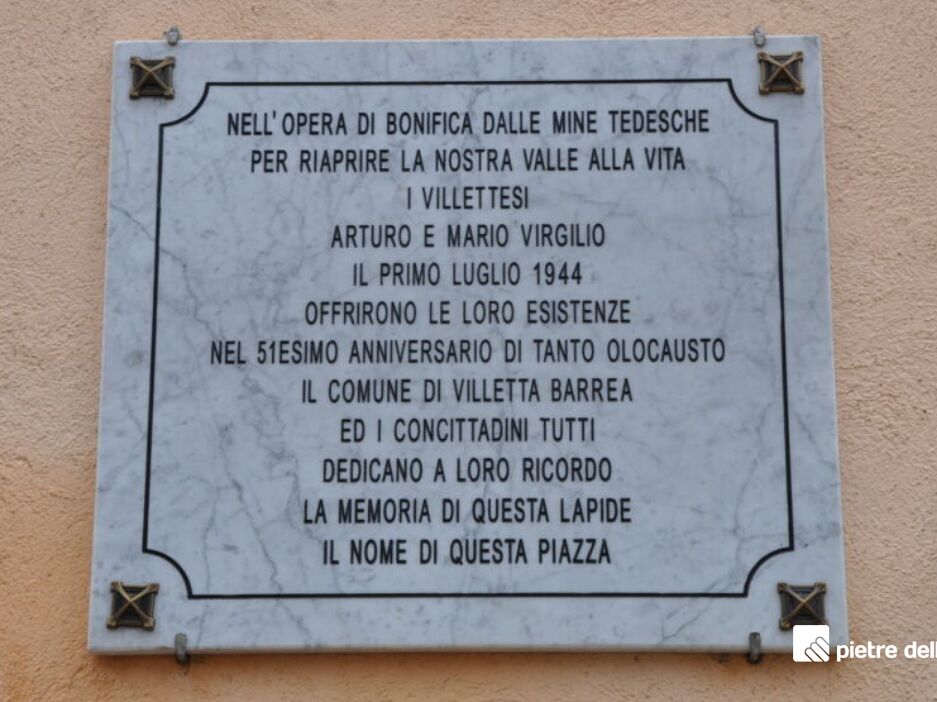 NELL'OPERA DI BONIFICA DALLE MINE TEDESCHE
PER RIAPRIRE LA NOSTRA VALLE ALLA VITA
I VILLETTESI
ARTURO E MARIO VIRGILIO
IL PRIMO LUGLIO 1944
OFFRIRONO LE LORO ESISTENZE
NEL 51ESIMO ANNIVERSARIO DI TANTO OLOCAUSTO
IL COMUNE DI VILLETTA BARREA
ED I CONCITTADINI TUTTI
DEDICANO A LORO RICORDO
LA MEMORIA DI QUESTA LAPIDE
IL NOME DI QUESTA PIAZZA
pietre dell